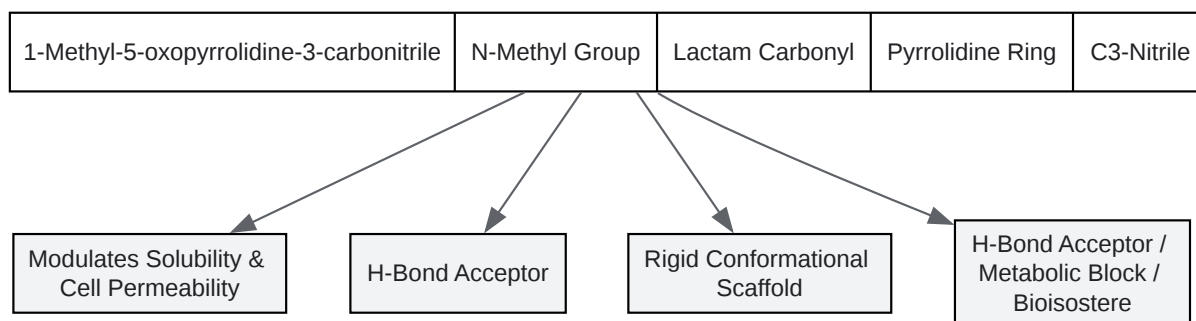 1-Methyl-5-oxopyrrolidine-3-carbonitrile N-Methyl Group Lactam Carbonyl Pyrrolidine Ring C3-Nitrile
Modulates Solubility &
Cell Permeability
H-Bond Acceptor
Rigid Conformational
Scaffold
H-Bond Acceptor /
Metabolic Block /
Bioisostere